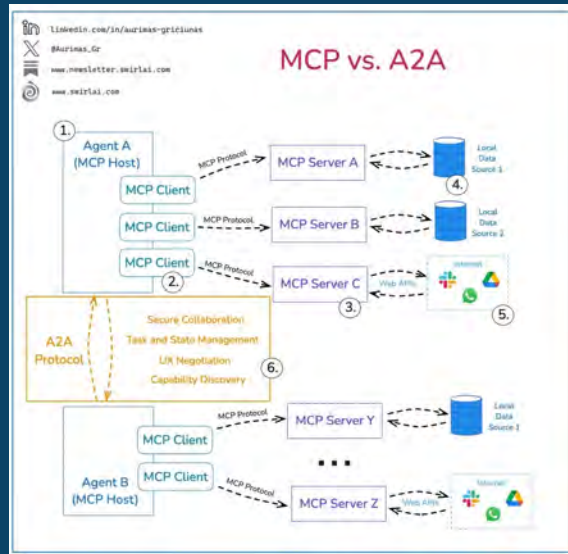 linkedin.com/in/aurimas-griciunas
@Aurimas_Gr
www.newsletter.swirlai.com
www.swirlai.com
MCP vs. A2A
1.
Agent A
(MCP Host)
MCP Client
MCP Protocol
MCP Server A
Local
Data
Source 1
4.
MCP Client
MCP Protocol
MCP Server B
Local
Data
Source 2
MCP Client
2.
MCP Protocol
MCP Server C
3.
Web APIs
Internet
5.
A2A
Protocol
Secure Collaboration
Task and State Management
UX Negotiation
Capability Discovery
6.
MCP Client
MCP Protocol
MCP Server Y
Local
Data
Source 1
...
Agent B
(MCP Host)
MCP Client
MCP Protocol
MCP Server Z
Web APIs
Internet